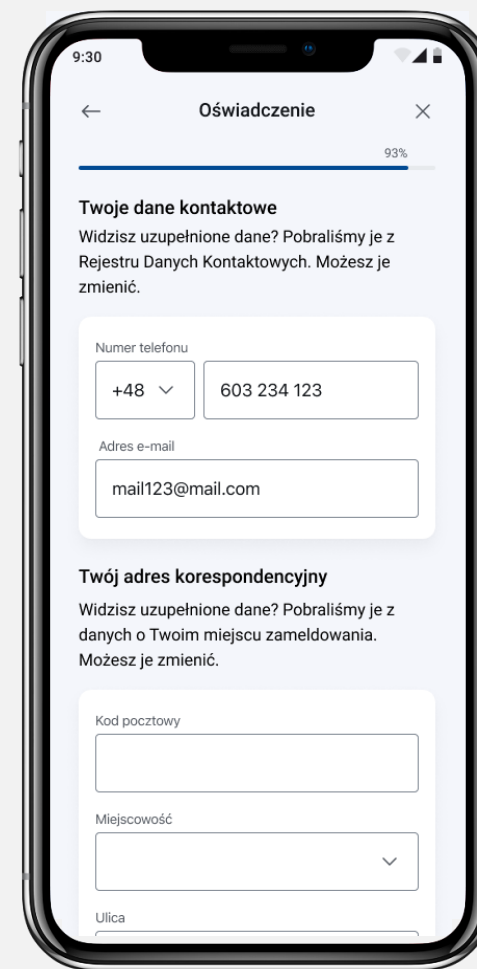 9:30
Oświadczenie
93%
Twoje dane kontaktowe
Widzisz uzupełnione dane? Pobraliśmy je z
Rejestru Danych Kontaktowych. Możesz je
zmienić.
Numer telefonu
+48
603 234 123
Adres e-mail
mail123@mail.com
Twój adres korespondencyjny
Widzisz uzupełnione dane? Pobraliśmy je z
danych o Twoim miejscu zameldowania.
Możesz je zmienić.
Kod pocztowy
Miejscowość
Ulica